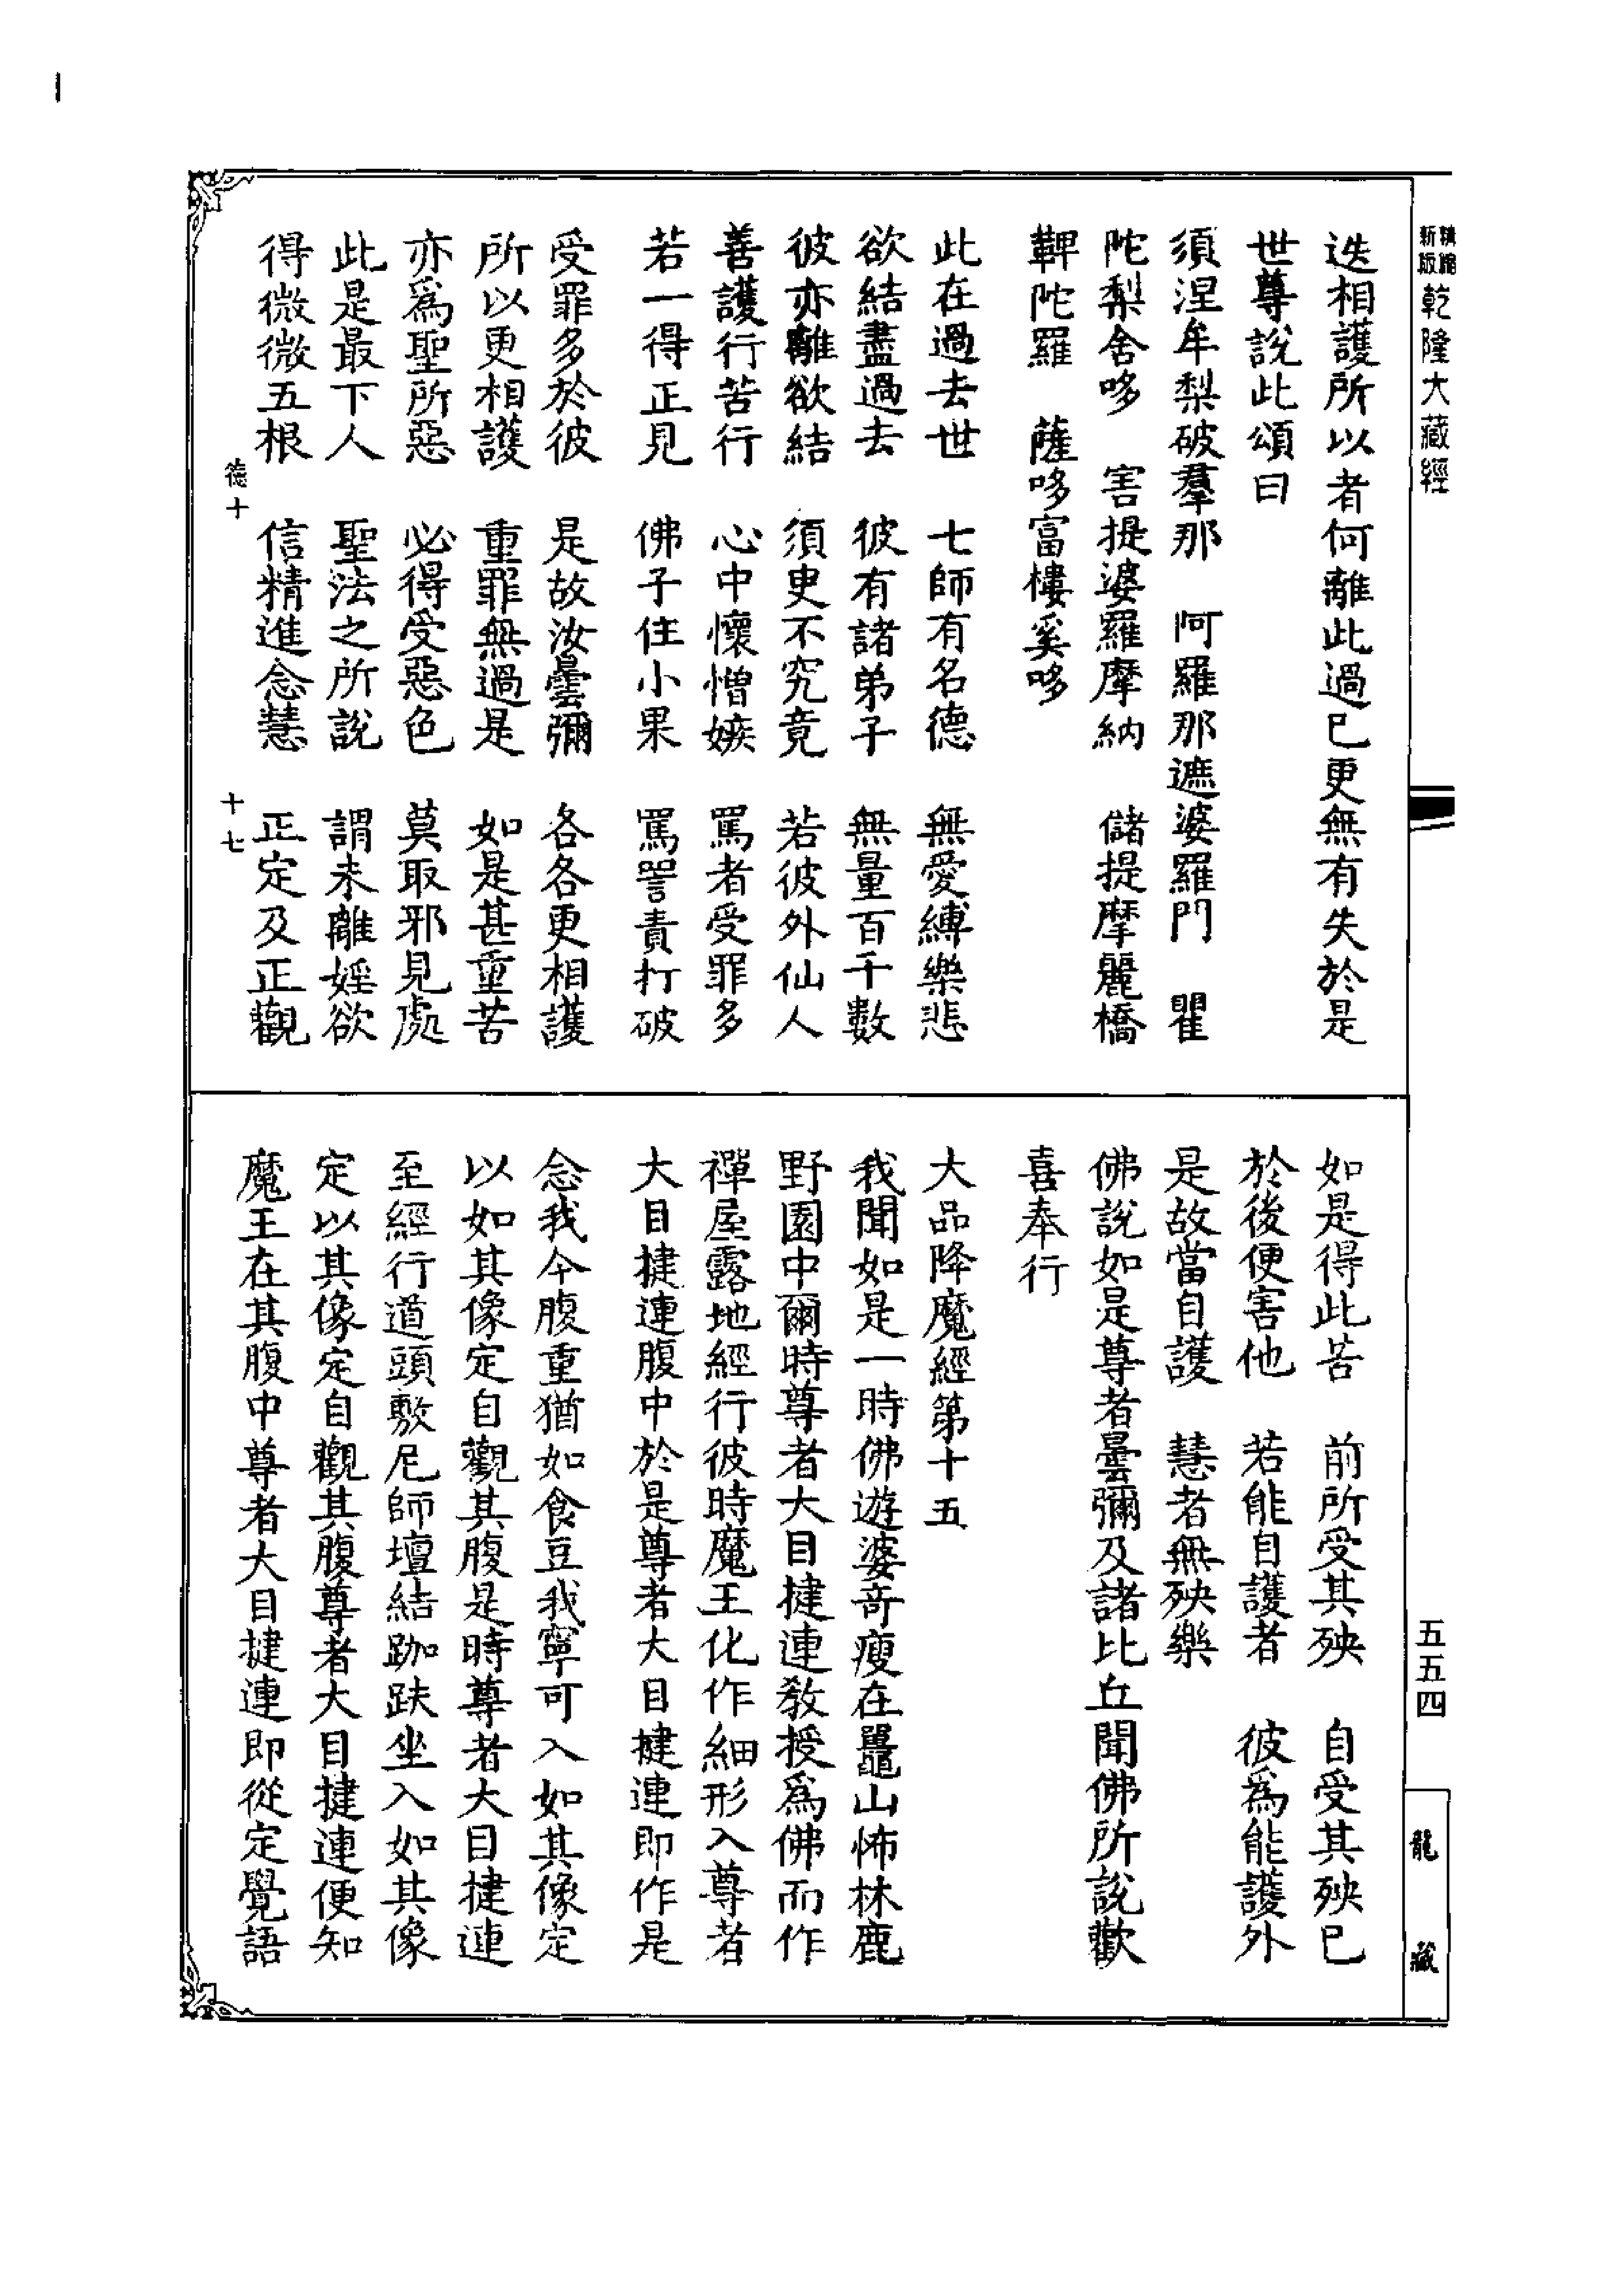 精縮新版乾隆大藏經
迭相護所以者何離此過已更無有失於是
世尊說此頌曰
須涅牟梨破羣那　阿羅那遮婆羅門　瞿
陀梨舍哆　害提婆羅摩納　儲提摩麗橋
鞞陀羅　薩哆富樓奚哆
此在過去世　七師有名德　無愛縛樂悲
欲結盡過去　彼有諸弟子　無量百千數
彼亦離欲結　須臾不究竟　若彼外仙人
善護行苦行　心中懷憎嫉　罵者受罪多
若一得正見　佛子住小果　罵詈責打破
受罪多於彼　是故汝曇彌　各各更相護
所以更相護　重罪無過是　如是甚重苦
亦爲聖所惡　必得受惡色　莫取邪見處
此是最下人　聖法之所說　謂未離婬欲
得微微五根　信精進念慧　正定及正觀
德十　十七
如是得此苦　前所受其殃　自受其殃已
於後便害他　若能自護者　彼爲能護外
是故當自護　慧者無殃樂
佛說如是尊者曇彌及諸比丘聞佛所說歡
喜奉行
大品降魔經第十五
我聞如是一時佛遊婆奇瘦在鼉山怖林鹿
野園中爾時尊者大目揵連教授爲佛而作
禪屋露地經行彼時魔王化作細形入尊者
大目揵連腹中於是尊者大目揵連即作是
念我今腹重猶如食豆我寧可入如其像定
以如其像定自觀其腹是時尊者大目揵連
至經行道頭敷尼師壇結跏趺坐入如其像
定以其像定自觀其腹尊者大目揵連便知
魔王在其腹中尊者大目揵連即從定覺語
五五四
龍藏